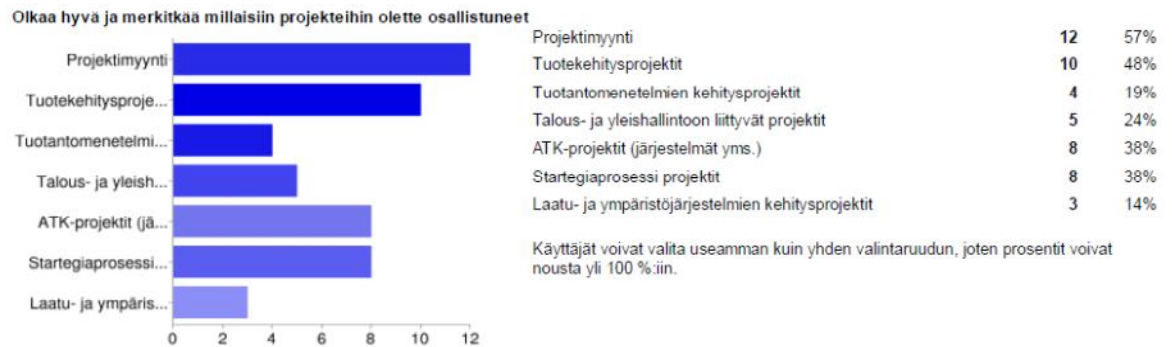 Olkaa hyvä ja merkitkää millaisiin projekteihin olette osallistuneet
Projektimyynti
Tuotekehitysproje...
Tuotantomenetelmi...
Talous- ja yleish...
ATK-projektit (jä...
Startegiaprosessi...
Laatu- ja ympäris...
0 2 4 6 8 10 12
Projektimyynti 12 57%
Tuotekehitysprojektit 10 48%
Tuotantomenetelmien kehitysprojektit 4 19%
Talous- ja yleishallintoon liittyvät projektit 5 24%
ATK-projektit (järjestelmät yms.) 8 38%
Startegiaprosessi projektit 8 38%
Laatu- ja ympäristöjärjestelmien kehitysprojektit 3 14%
Käyttäjät voivat valita useamman kuin yhden valintaruudun, joten prosentit voivat
nousta yli 100 %:iin.